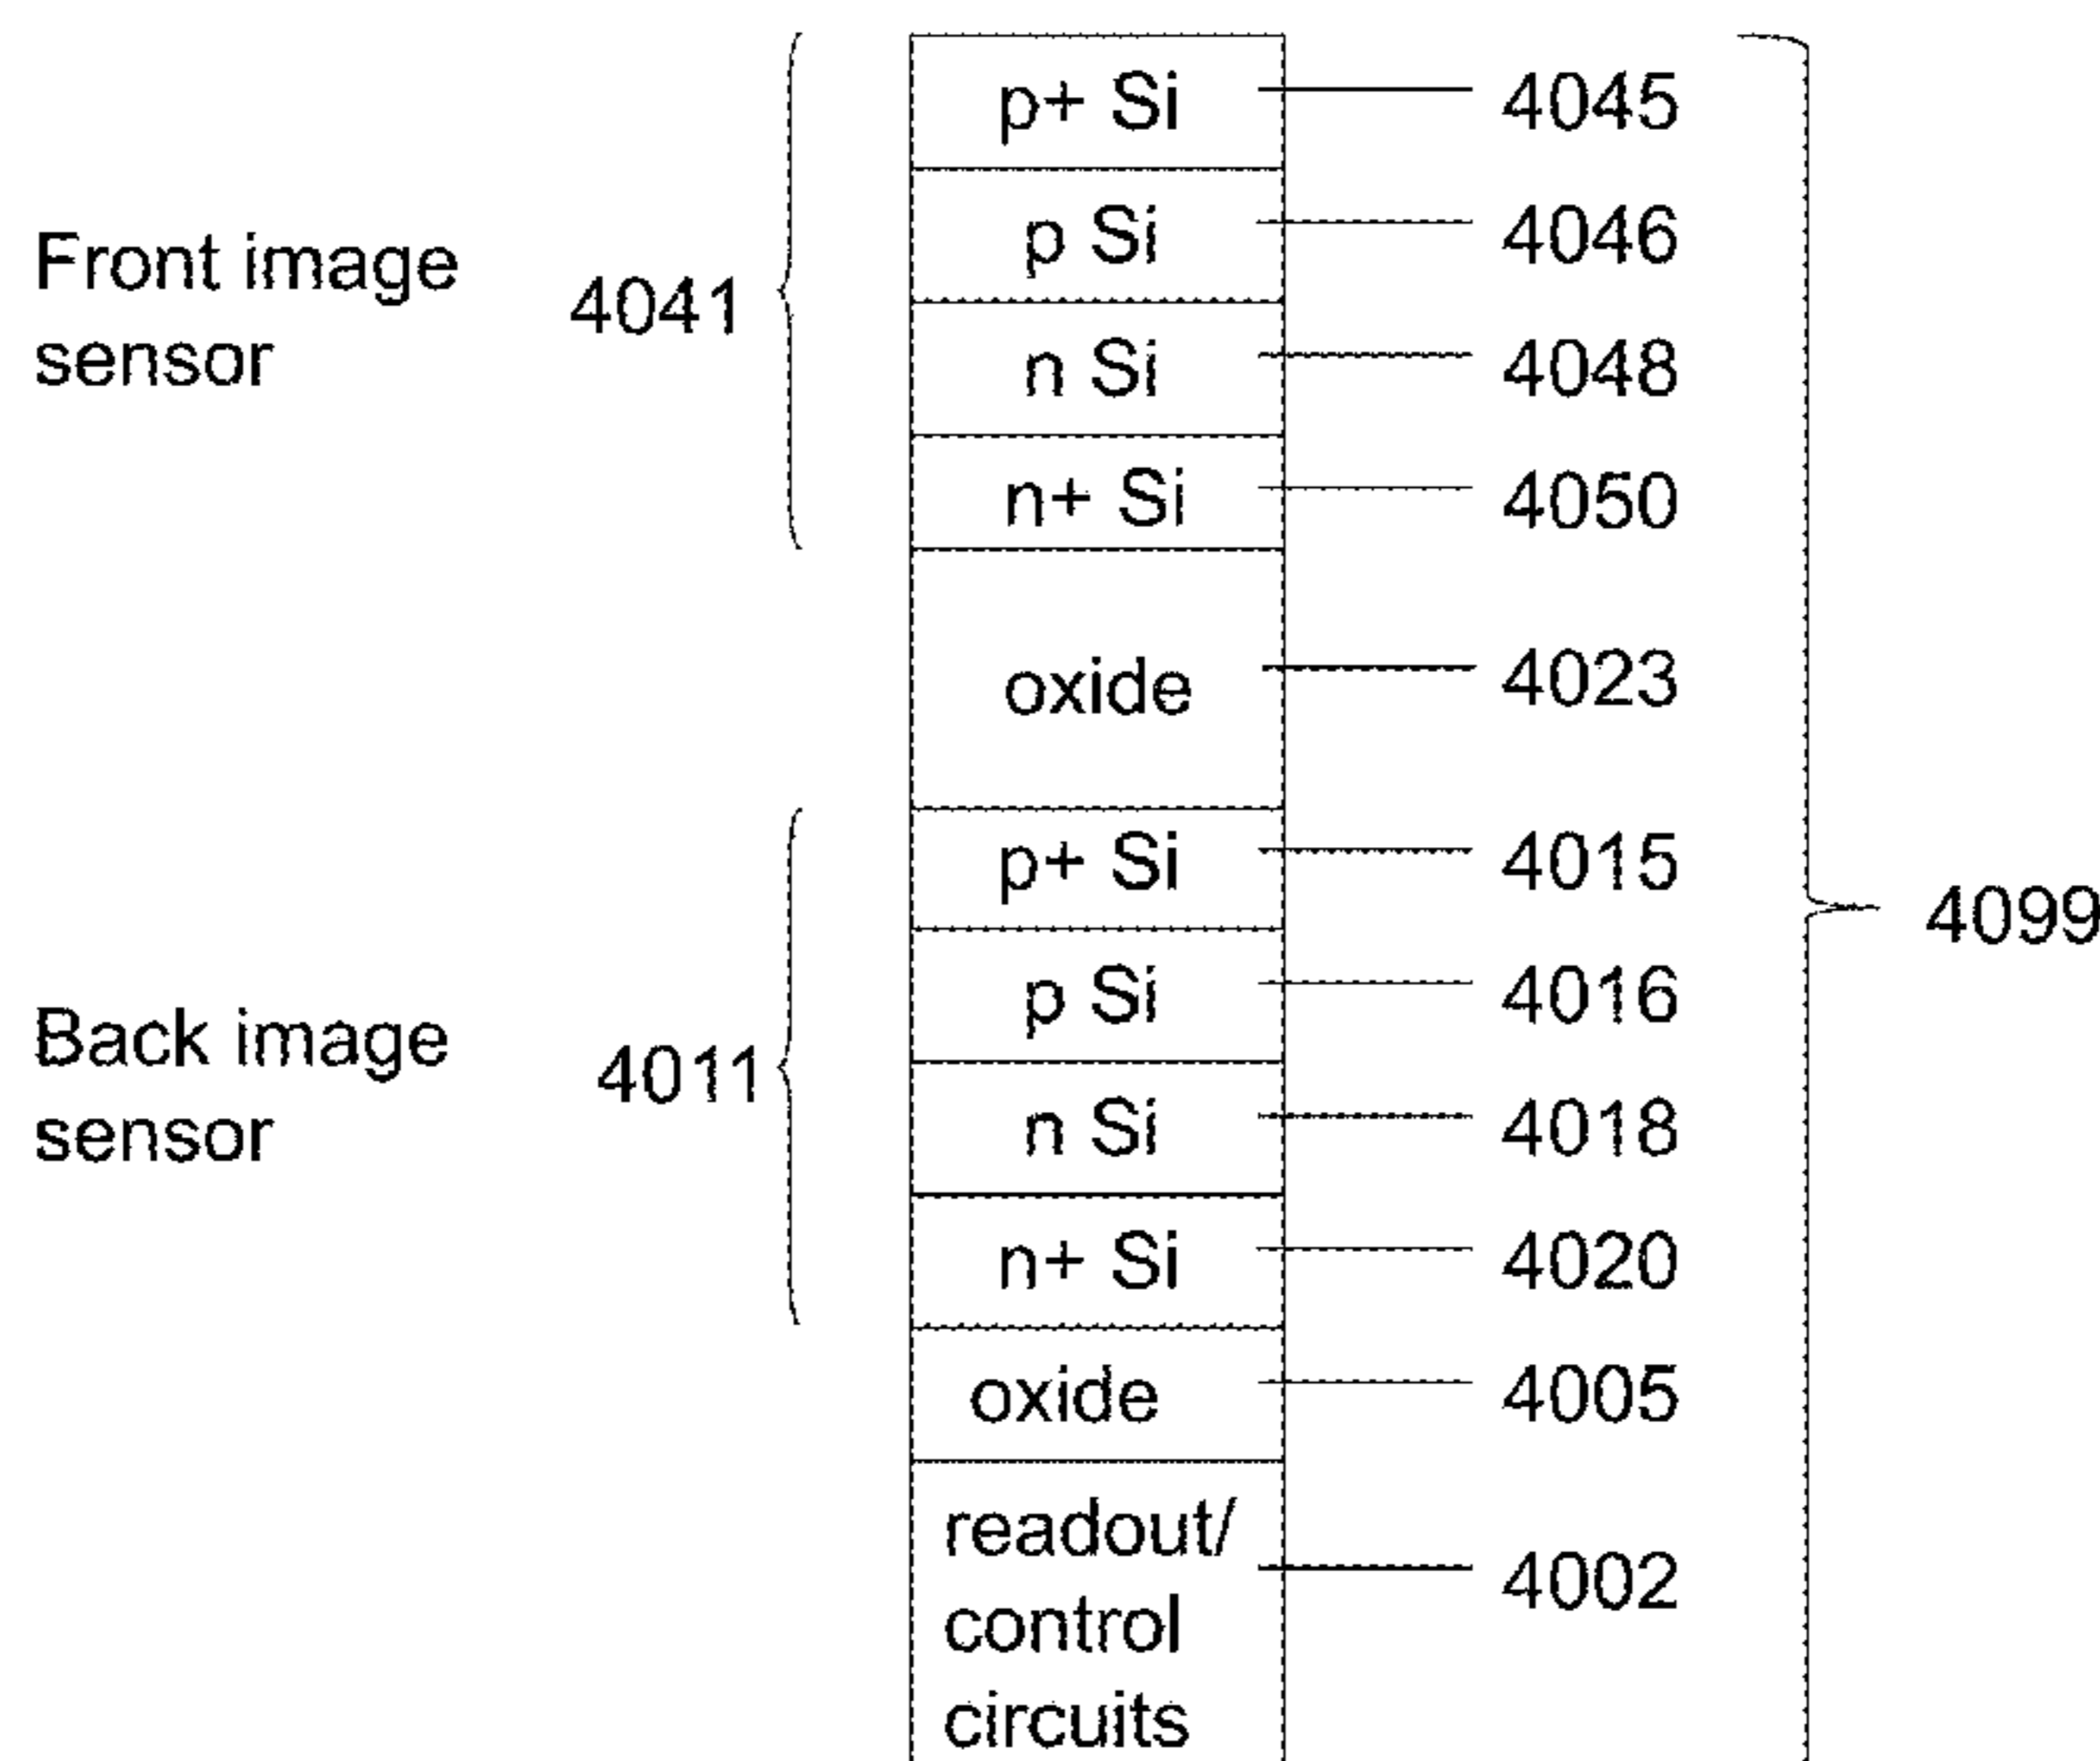 p+ Si 4045
p Si 4046
Front image
sensor
4041
n Si 4048
n+ Si 4050
oxide 4023
p+ Si 4015
4099
p Si 4016
Back image
sensor
4011
n Si 4018
n+ Si 4020
oxide 4005
readout/
control
circuits
4002